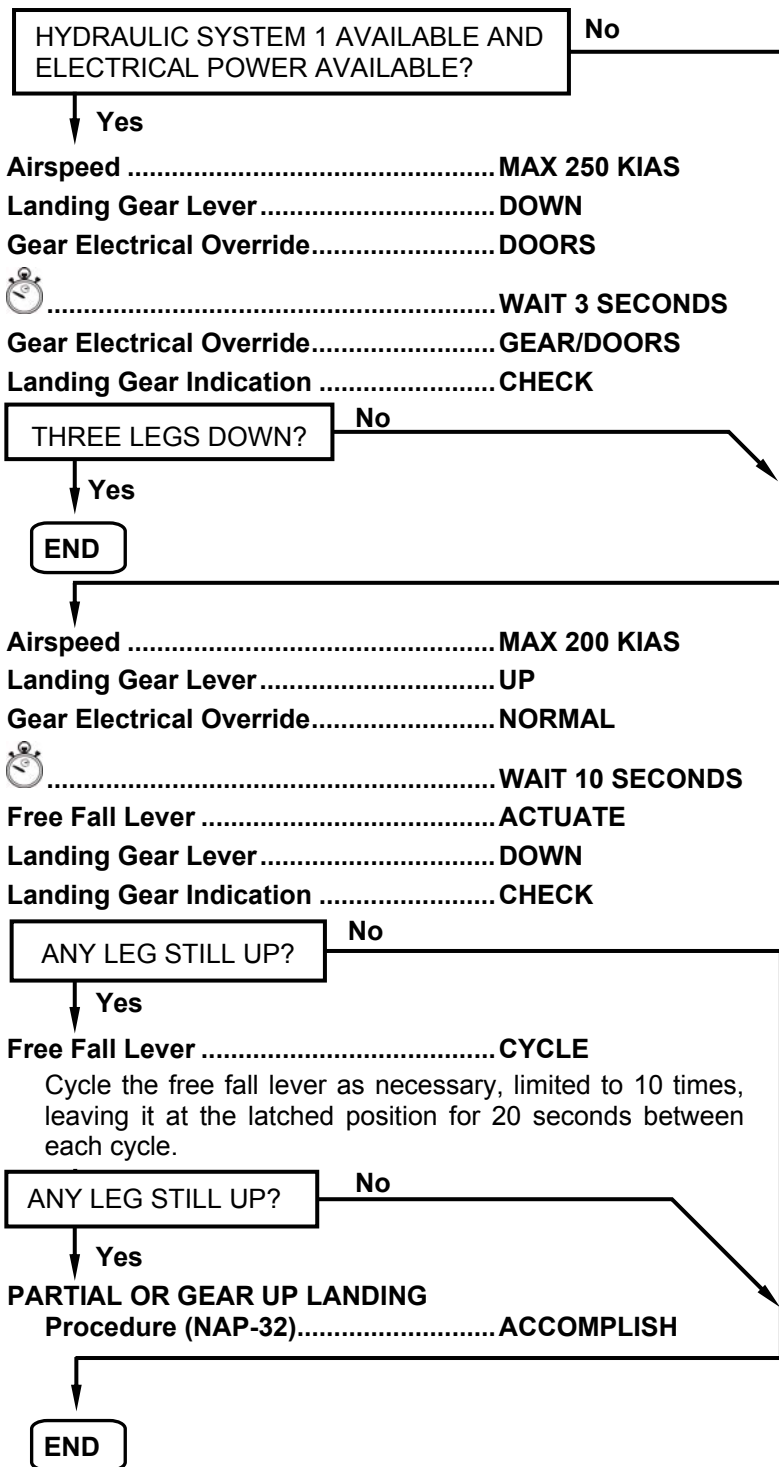 HYDRAULIC SYSTEM 1 AVAILABLE AND
ELECTRICAL POWER AVAILABLE?
No
Yes
Airspeed ................................................. MAX 250 KIAS
Landing Gear Lever ................................ DOWN
Gear Electrical Override ......................... DOORS
............................................................. WAIT 3 SECONDS
Gear Electrical Override ......................... GEAR/DOORS
Landing Gear Indication ........................ CHECK
THREE LEGS DOWN?
No
Yes
END
Airspeed ................................................. MAX 200 KIAS
Landing Gear Lever ................................ UP
Gear Electrical Override ......................... NORMAL
............................................................. WAIT 10 SECONDS
Free Fall Lever ........................................ ACTUATE
Landing Gear Lever ................................ DOWN
Landing Gear Indication ........................ CHECK
ANY LEG STILL UP?
No
Yes
Free Fall Lever ........................................ CYCLE
Cycle the free fall lever as necessary, limited to 10 times,
leaving it at the latched position for 20 seconds between
each cycle.
ANY LEG STILL UP?
No
Yes
PARTIAL OR GEAR UP LANDING
Procedure (NAP-32) ........................... ACCOMPLISH
END